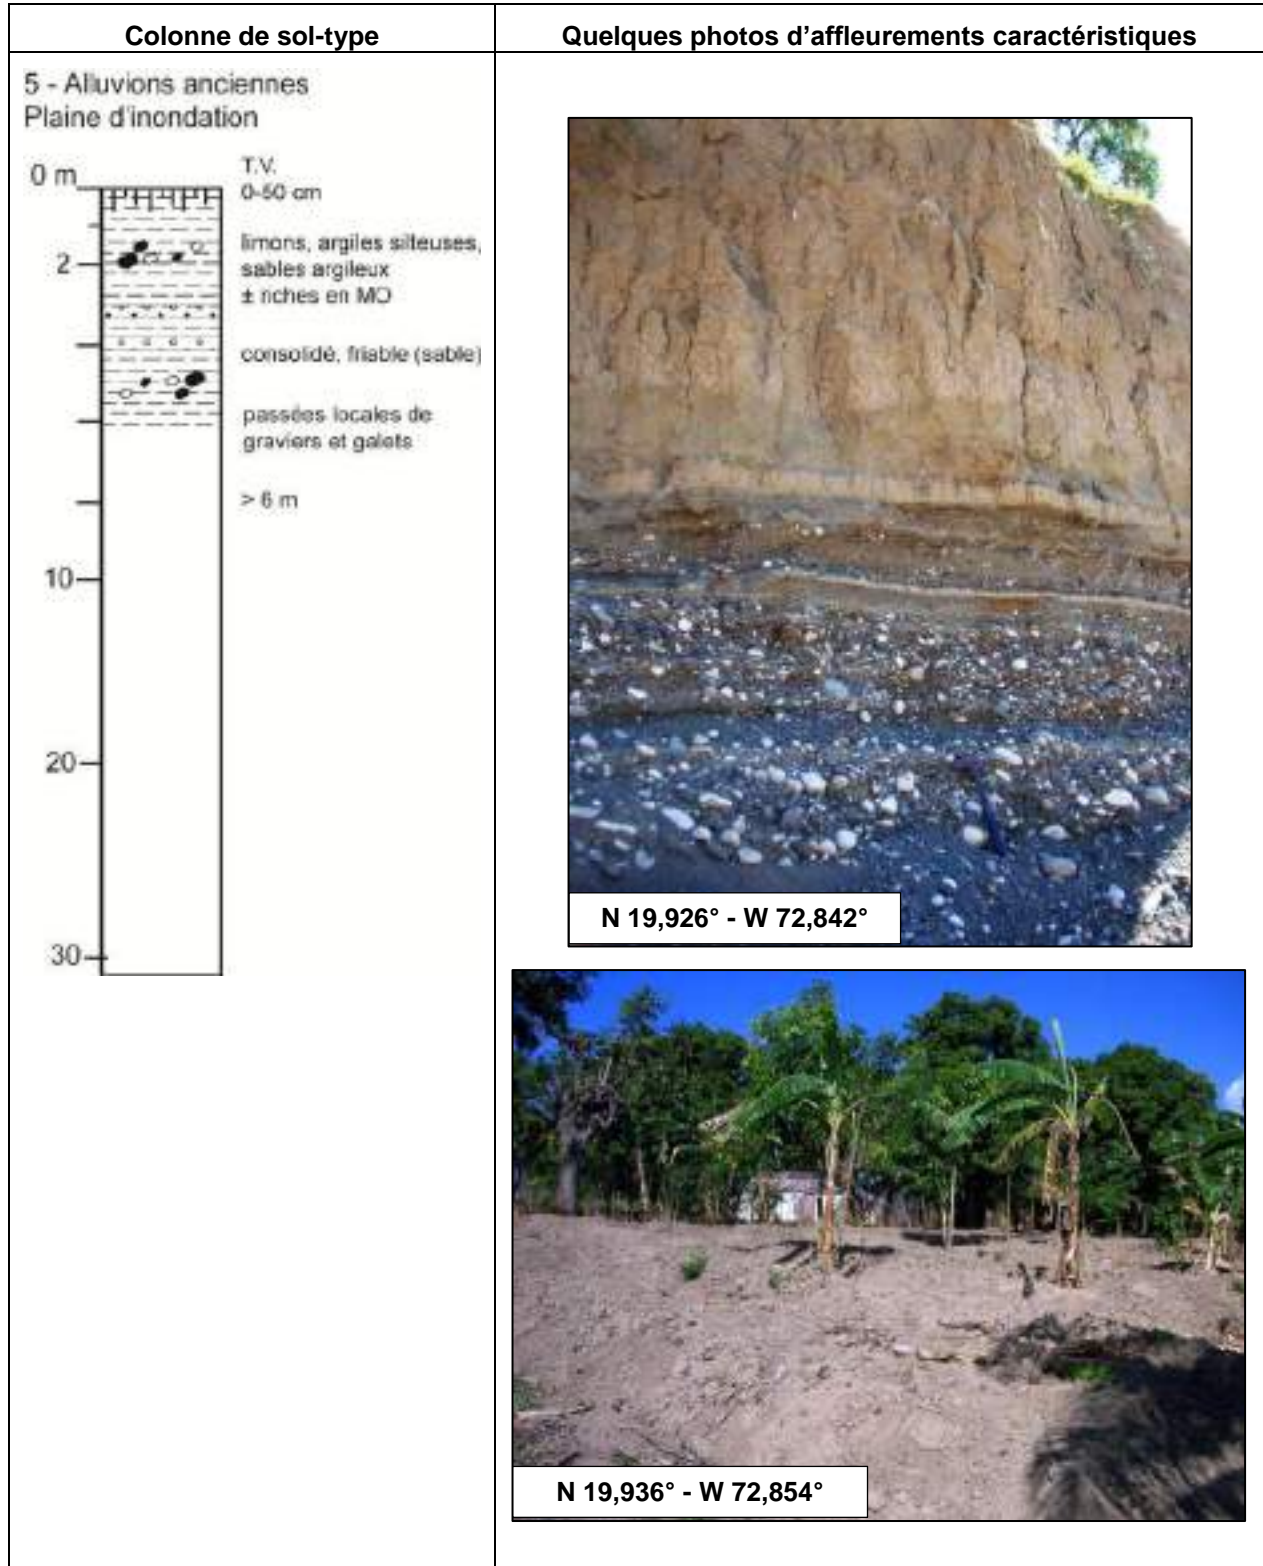 Colonne de sol-type
Quelques photos d'affleurements caractéristiques
5 - Alluvions anciennes
Plaine d'inondation
0 m
T.V.
0-50 cm
limons, argiles silteuses,
2
sables argileux
± riches en MO
consolidé, friable (sable)
passées locales de
graviers et galets
> 6 m
10
20
30
N 19,926° - W 72,842°
N 19,936° - W 72,854°